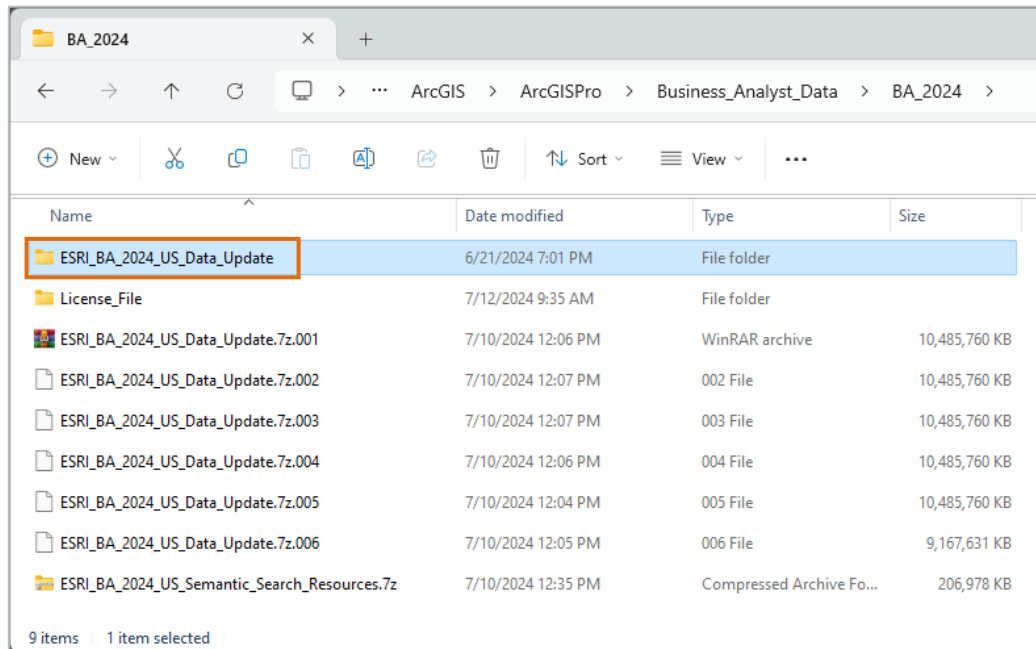 BA_2024
ArcGIS > ArcGISPro > Business_Analyst_Data > BA_2024 >
New Sort View
Name Date modified Type Size
ESRI_BA_2024_US_Data_Update 6/21/2024 7:01 PM File folder
License_File 7/12/2024 9:35 AM File folder
ESRI_BA_2024_US_Data_Update.7z.001 7/10/2024 12:06 PM WinRAR archive 10,485,760 KB
ESRI_BA_2024_US_Data_Update.7z.002 7/10/2024 12:07 PM 002 File 10,485,760 KB
ESRI_BA_2024_US_Data_Update.7z.003 7/10/2024 12:07 PM 003 File 10,485,760 KB
ESRI_BA_2024_US_Data_Update.7z.004 7/10/2024 12:06 PM 004 File 10,485,760 KB
ESRI_BA_2024_US_Data_Update.7z.005 7/10/2024 12:04 PM 005 File 10,485,760 KB
ESRI_BA_2024_US_Data_Update.7z.006 7/10/2024 12:05 PM 006 File 9,167,631 KB
ESRI_BA_2024_US_Semantic_Search_Resources.7z 7/10/2024 12:35 PM Compressed Archive Fo... 206,978 KB
9 items 1 item selected